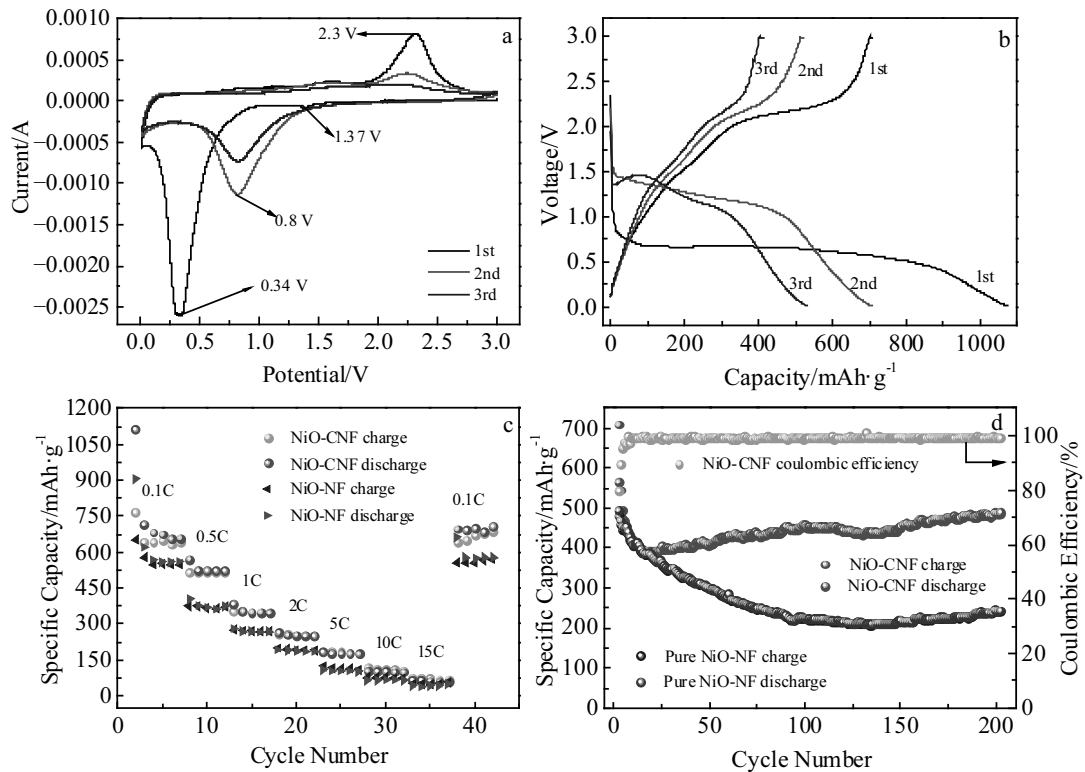 a
2.3 V
1.37 V
0.8 V
0.34 V
1st
2nd
3rd
0.0010
0.0005
0.0000
−0.0005
−0.0010
−0.0015
−0.0020
−0.0025
Current/A
0.0 0.5 1.0 1.5 2.0 2.5 3.0
Potential/V
b
3rd 2nd 1st
3rd 2nd 1st
3.0
2.5
2.0
1.5
1.0
0.5
0.0
Voltage/V
0 200 400 600 800 1000
Capacity/mAh·g-1
c
NiO-CNF charge
NiO-CNF discharge
NiO-NF charge
NiO-NF discharge
0.1C
0.5C
1C
2C
5C
10C
15C
0.1C
1200
1050
900
750
600
450
300
150
0
Specific Capacity/mAh·g-1
0 10 20 30 40
Cycle Number
d
NiO-CNF coulombic efficiency
NiO-CNF charge
NiO-CNF discharge
Pure NiO-NF charge
Pure NiO-NF discharge
700
600
500
400
300
200
100
0
Specific Capacity/mAh·g-1
100
80
60
40
20
0
Coulombic Efficiency/%
0 50 100 150 200
Cycle Number